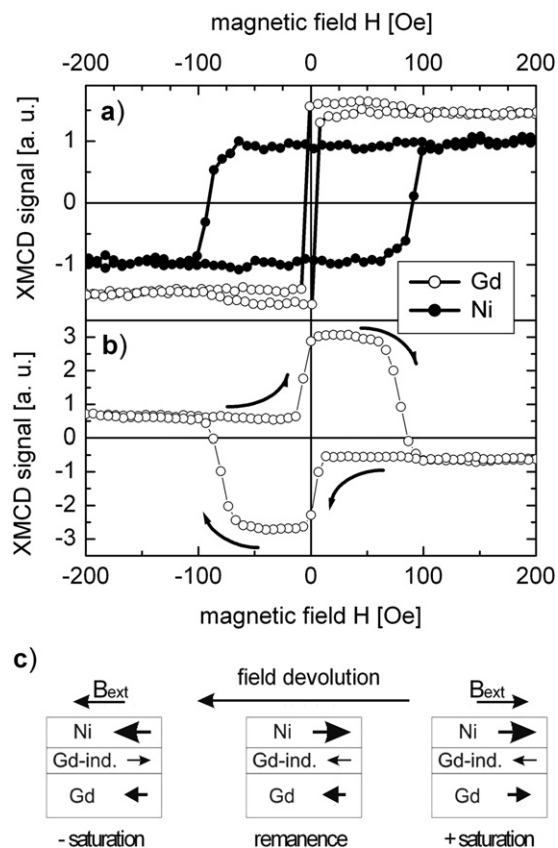 magnetic field H [Oe]
-200 -100 0 100 200
a)
XMCD signal [a. u.]
1
0
-1
Gd
Ni
b)
XMCD signal [a. u.]
3
2
1
0
-1
-2
-3
-200 -100 0 100 200
magnetic field H [Oe]
c)
Bext field devolution Bext
Ni Ni Ni
Gd-ind. Gd-ind. Gd-ind.
Gd Gd Gd
- saturation remanence + saturation